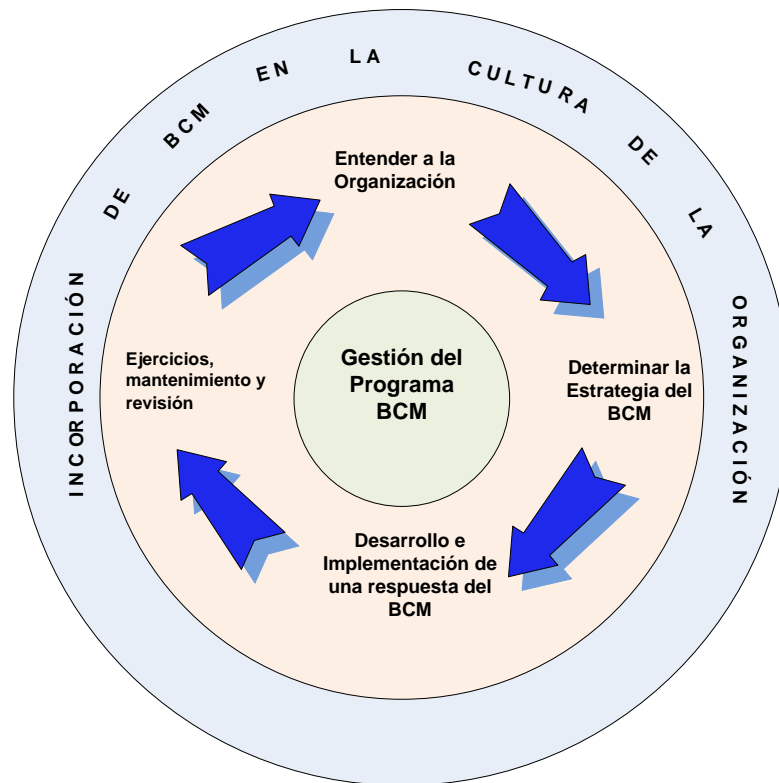 INCORPORACIÓN DE BCM EN LA CULTURA DE LA ORGANIZACIÓN
Entender a la
Organización
Determinar la
Estrategia del
BCM
Desarrollo e
Implementación de
una respuesta del
BCM
Ejercicios,
mantenimiento y
revisión
Gestión del
Programa
BCM